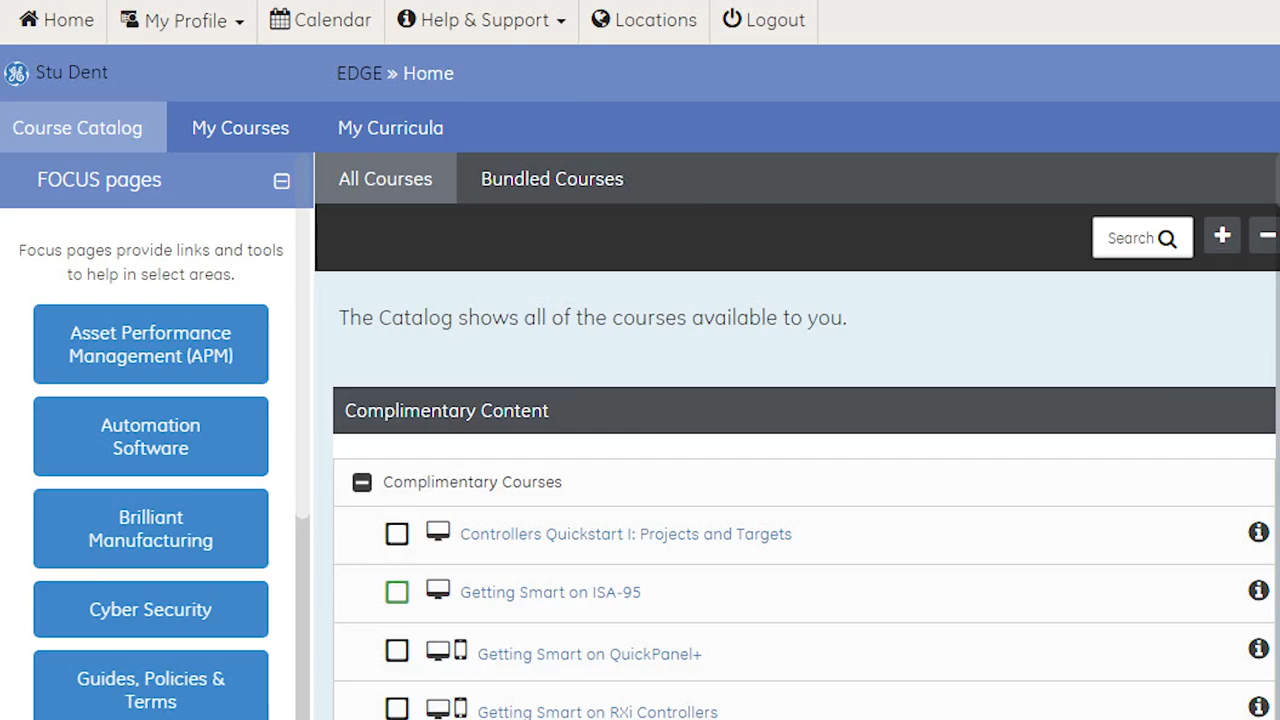 Home My Profile Calendar Help & Support Locations Logout
Stu Dent EDGE » Home
Course Catalog My Courses My Curricula
FOCUS pages
All Courses Bundled Courses
Search
Focus pages provide links and tools
to help in select areas.
Asset Performance
Management (APM)
Automation
Software
Brilliant
Manufacturing
Cyber Security
Guides, Policies &
Terms
The Catalog shows all of the courses available to you.
Complimentary Content
Complimentary Courses
Controllers Quickstart I: Projects and Targets
Getting Smart on ISA-95
Getting Smart on QuickPanel+
Getting Smart on RXi Controllers